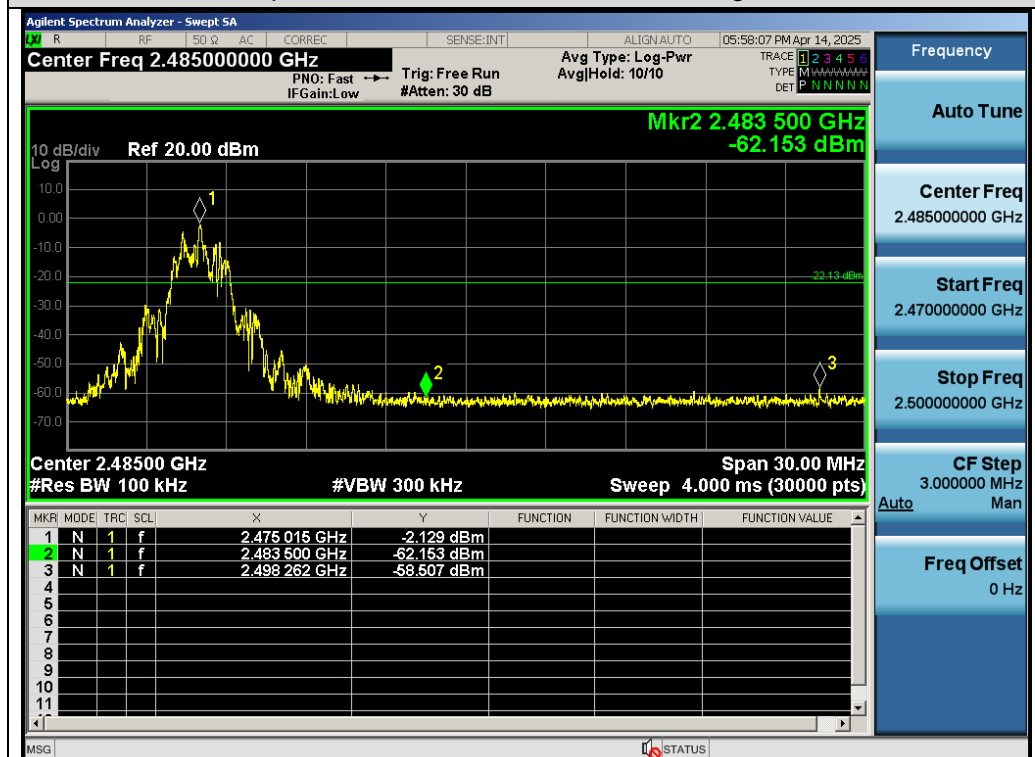 Agilent Spectrum Analyzer - Swept SA
LXI R RF 50 Ω AC CORREC SENSE:INT ALIGN AUTO 05:58:07 PM Apr 14, 2025
Center Freq 2.485000000 GHz
PNO: Fast
IFGain:Low
Trig: Free Run
#Atten: 30 dB
Avg Type: Log-Pwr
Avg|Hold: 10/10
TRACE 1 2 3 4 5 6
TYPE M WWWWW
DET P N N N N N
Mkr2 2.483 500 GHz
-62.153 dBm
10 dB/div Ref 20.00 dBm
Log
10.0
0.00
-10.0
-20.0
-30.0
-40.0
-50.0
-60.0
-70.0
1
2
3
-22.13 dBm
Center 2.48500 GHz Span 30.00 MHz
#Res BW 100 kHz #VBW 300 kHz Sweep 4.000 ms (30000 pts)
MKR MODE TRC SCL X Y FUNCTION FUNCTION WIDTH FUNCTION VALUE
1 N 1 f 2.475 015 GHz -2.129 dBm
2 N 1 f 2.483 500 GHz -62.153 dBm
3 N 1 f 2.498 262 GHz -58.507 dBm
4
5
6
7
8
9
10
11
MSG STATUS
Frequency
Auto Tune
Center Freq
2.485000000 GHz
Start Freq
2.470000000 GHz
Stop Freq
2.500000000 GHz
CF Step
3.000000 MHz
Auto Man
Freq Offset
0 Hz